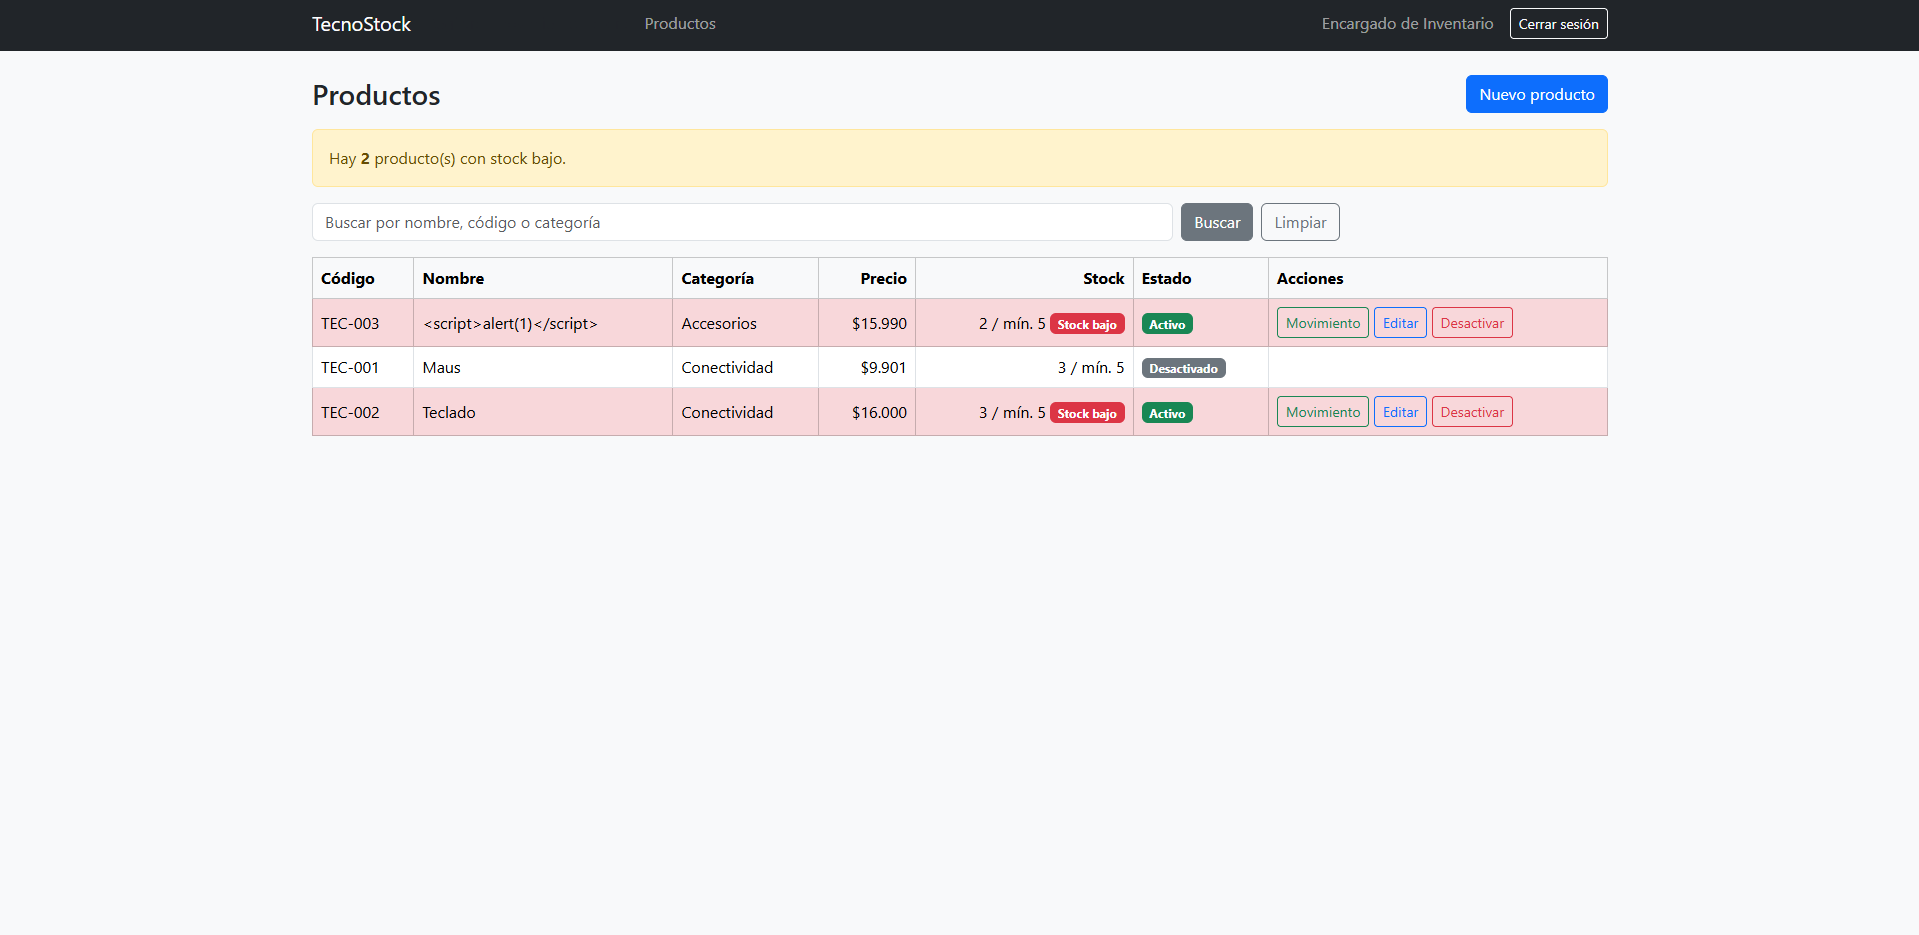 TecnoStock Productos Encargado de Inventario Cerrar sesión
Productos Nuevo producto
Hay 2 producto(s) con stock bajo.
Buscar por nombre, código o categoría Buscar Limpiar
Código Nombre Categoría Precio Stock Estado Acciones
TEC-003 <script>alert(1)</script> Accesorios $15.990 2 / mín. 5 Stock bajo Activo Movimiento Editar Desactivar
TEC-001 Maus Conectividad $9.901 3 / mín. 5 Desactivado
TEC-002 Teclado Conectividad $16.000 3 / mín. 5 Stock bajo Activo Movimiento Editar Desactivar